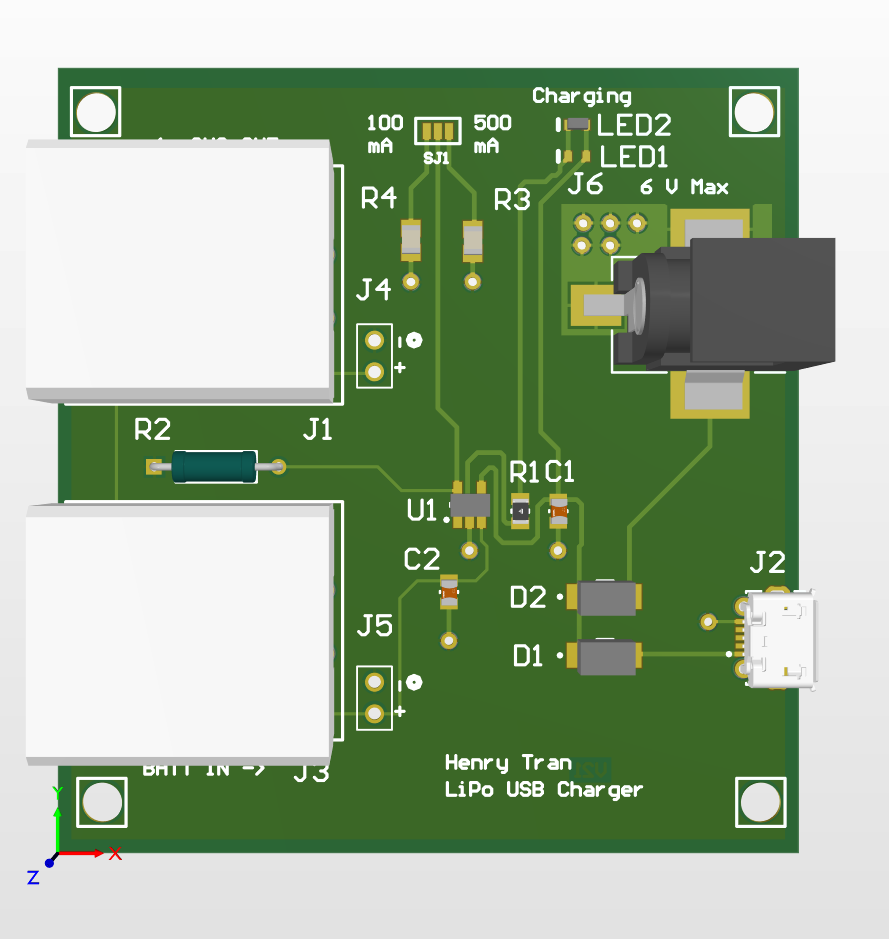 Charging
100
mA
500
mA
SJ1
LED2
LED1
R4
R3
J6
6 V Max
J4
-
+
R2
J1
R1
C1
U1
C2
J2
D2
D1
J5
-
+
BATT IN ->
J3
Henry Tran
LiPo USB Charger
Y
X
Z